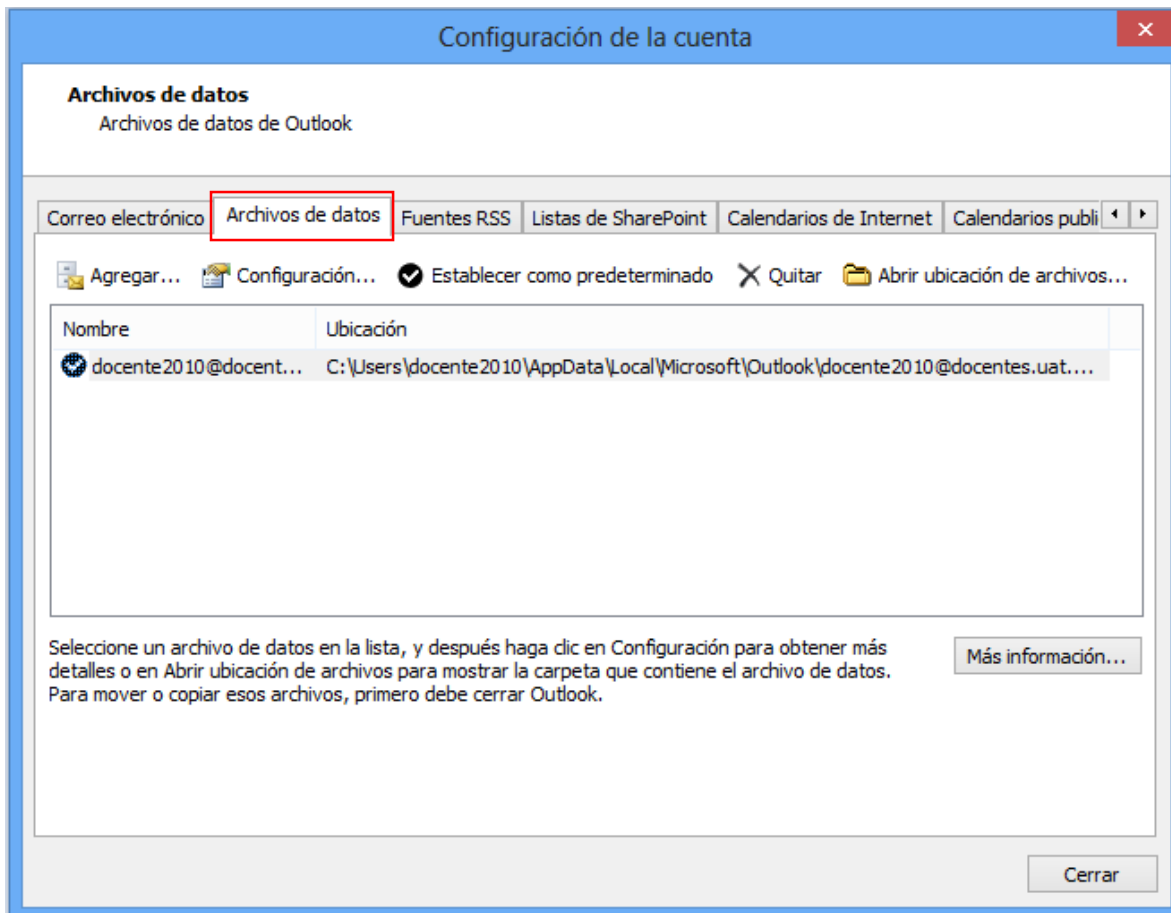 Configuración de la cuenta
Archivos de datos
Archivos de datos de Outlook
Correo electrónico Archivos de datos Fuentes RSS Listas de SharePoint Calendarios de Internet Calendarios publi
Agregar... Configuración... Establecer como predeterminado Quitar Abrir ubicación de archivos...
Nombre Ubicación
docente2010@docent... C:\Users\docente2010\AppData\Local\Microsoft\Outlook\docente2010@docentes.uat....
Seleccione un archivo de datos en la lista, y después haga clic en Configuración para obtener más
detalles o en Abrir ubicación de archivos para mostrar la carpeta que contiene el archivo de datos.
Para mover o copiar esos archivos, primero debe cerrar Outlook.
Más información...
Cerrar